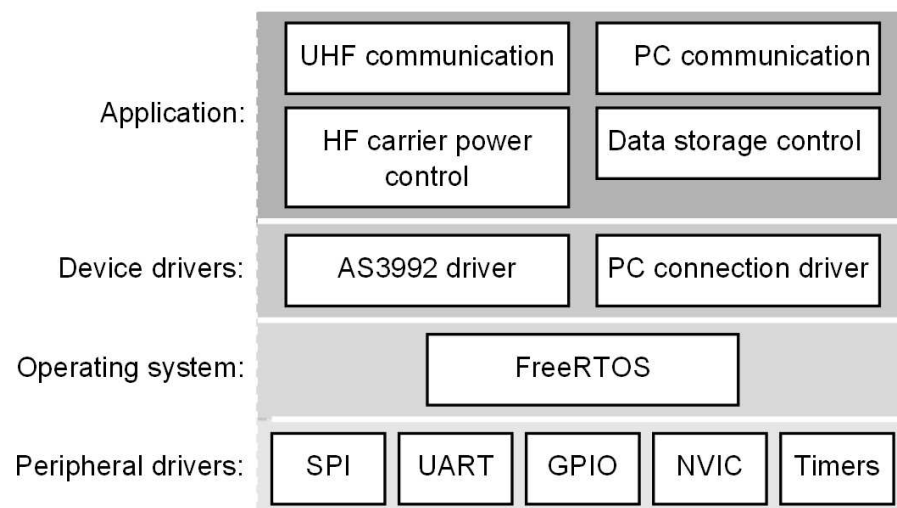 Application:
UHF communication
PC communication
HF carrier power
control
Data storage control
Device drivers:
AS3992 driver
PC connection driver
Operating system:
FreeRTOS
Peripheral drivers:
SPI
UART
GPIO
NVIC
Timers